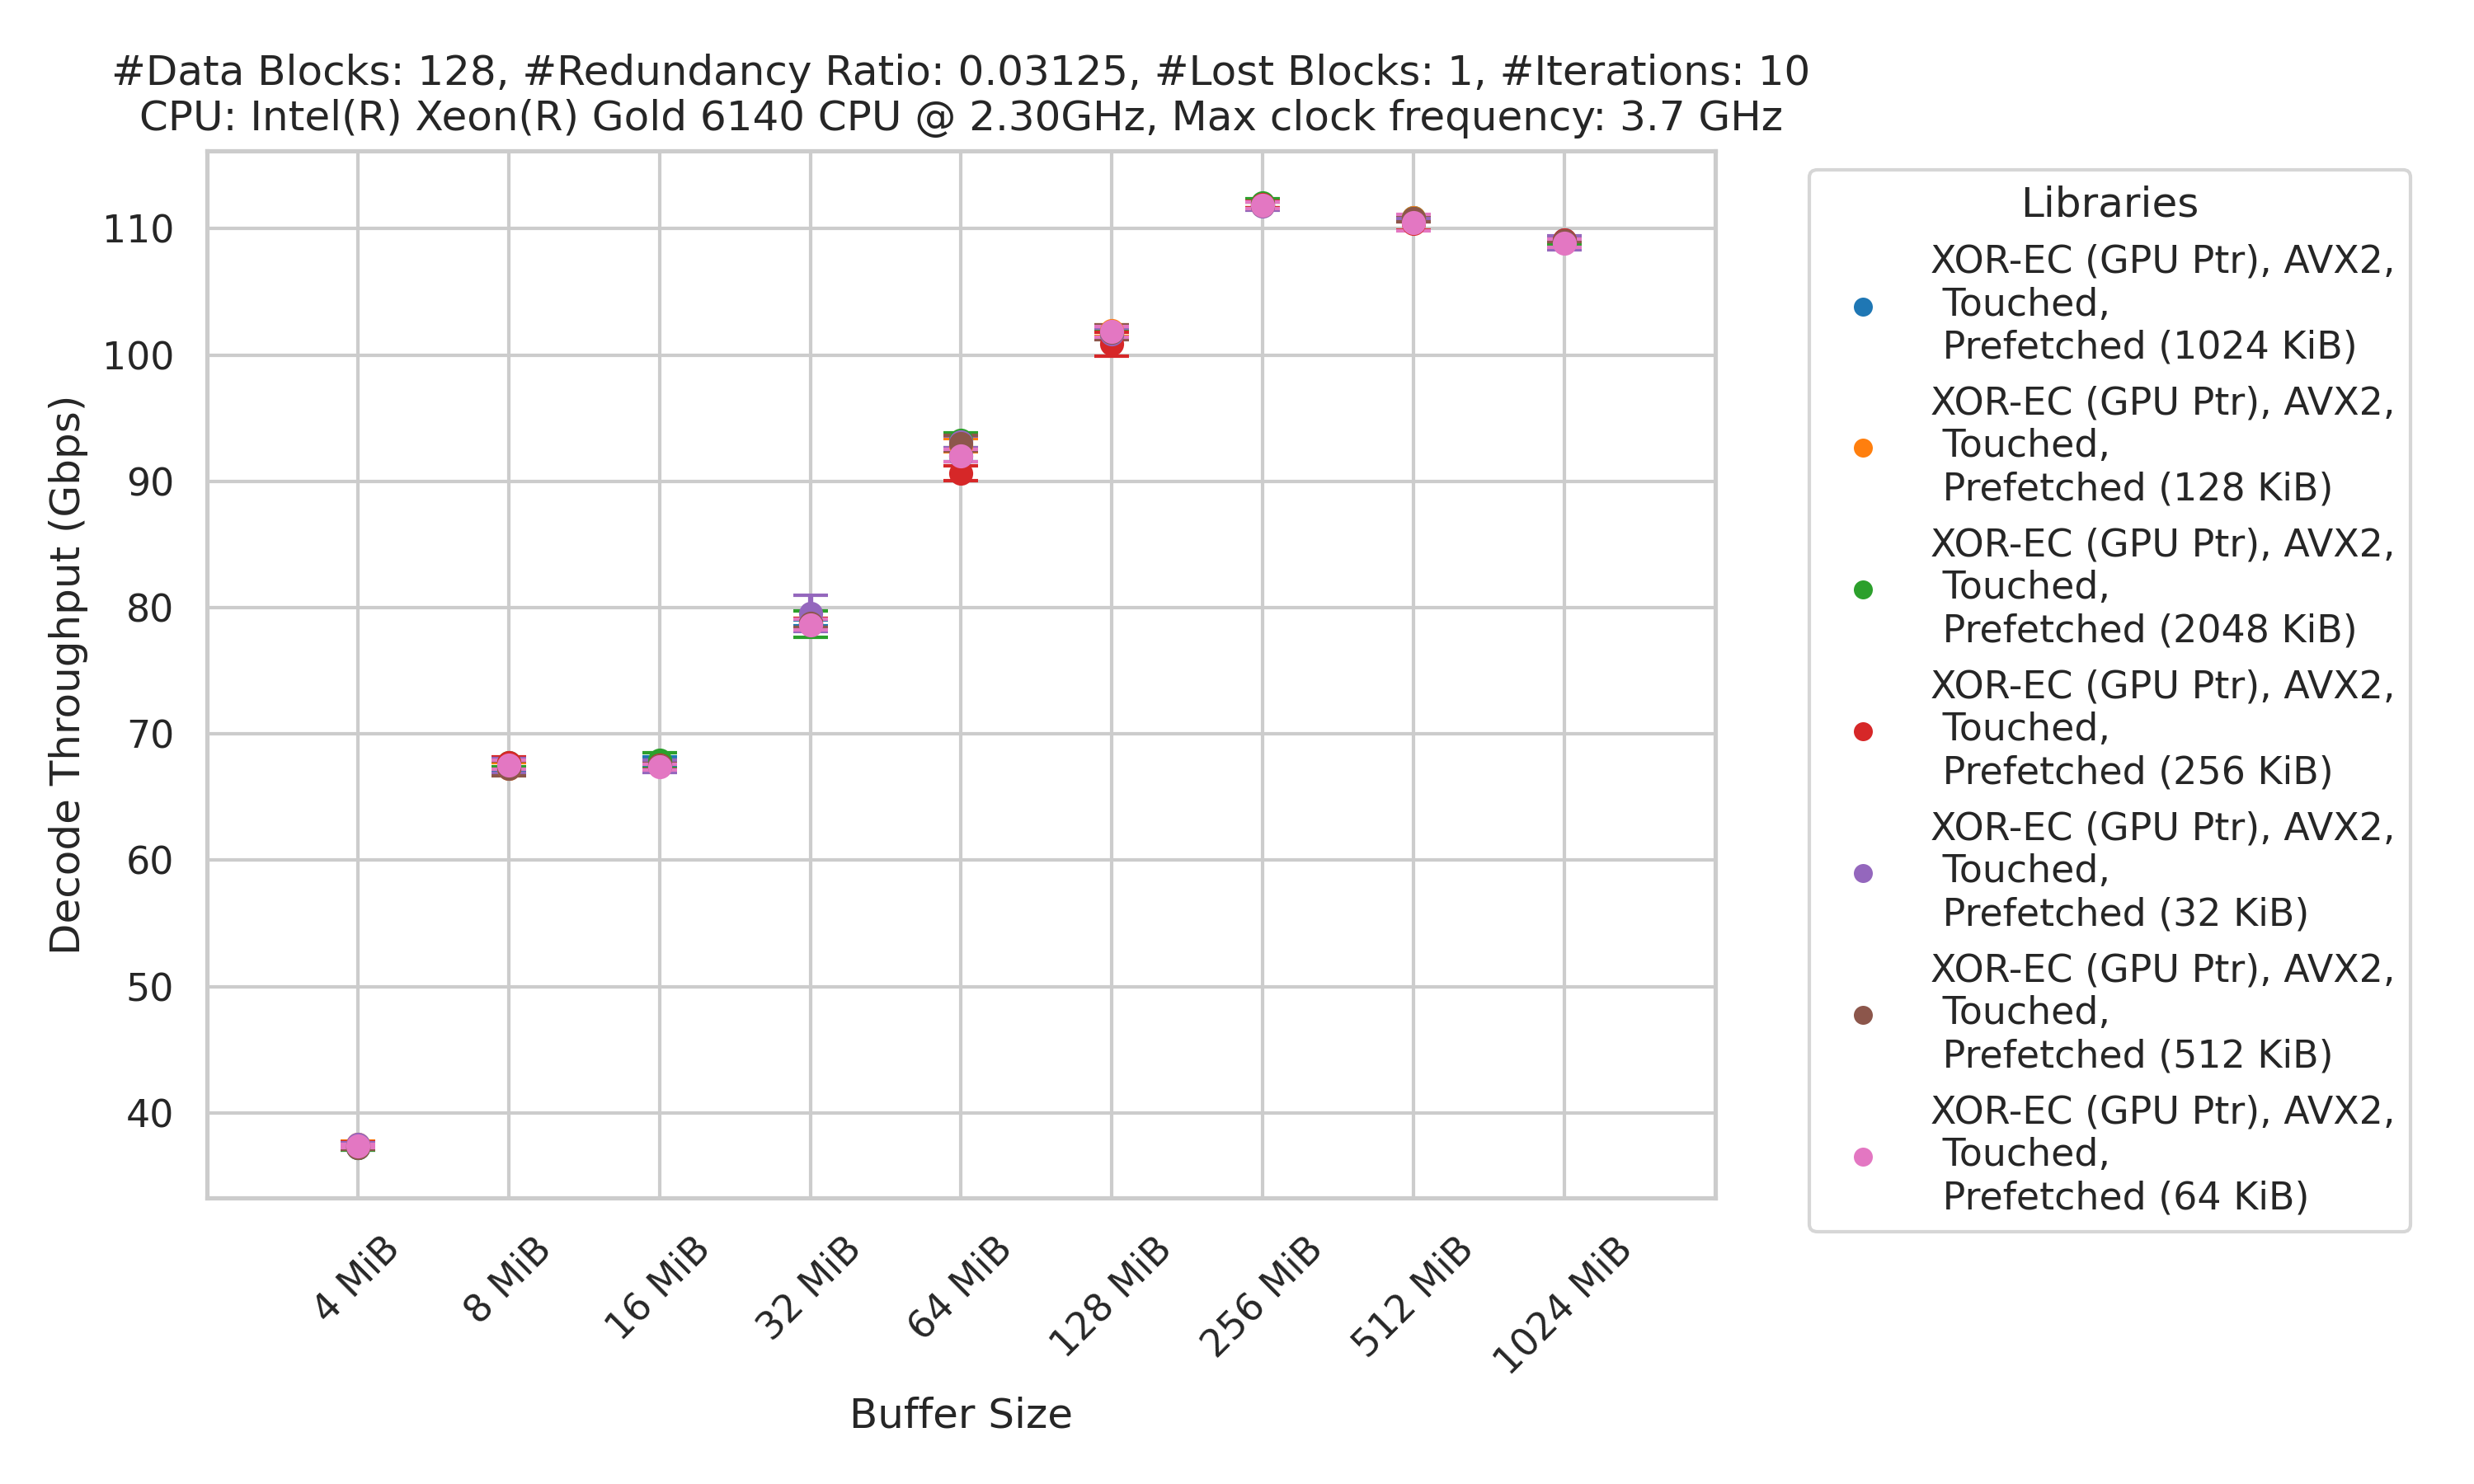 #Data Blocks: 128, #Redundancy Ratio: 0.03125, #Lost Blocks: 1, #Iterations: 10
CPU: Intel(R) Xeon(R) Gold 6140 CPU @ 2.30GHz, Max clock frequency: 3.7 GHz
Decode Throughput (Gbps)
110
100
90
80
70
60
50
40
4 MiB
8 MiB
16 MiB
32 MiB
64 MiB
128 MiB
256 MiB
512 MiB
1024 MiB
Buffer Size
Libraries
XOR-EC (GPU Ptr), AVX2,
Touched,
Prefetched (1024 KiB)
XOR-EC (GPU Ptr), AVX2,
Touched,
Prefetched (128 KiB)
XOR-EC (GPU Ptr), AVX2,
Touched,
Prefetched (2048 KiB)
XOR-EC (GPU Ptr), AVX2,
Touched,
Prefetched (256 KiB)
XOR-EC (GPU Ptr), AVX2,
Touched,
Prefetched (32 KiB)
XOR-EC (GPU Ptr), AVX2,
Touched,
Prefetched (512 KiB)
XOR-EC (GPU Ptr), AVX2,
Touched,
Prefetched (64 KiB)